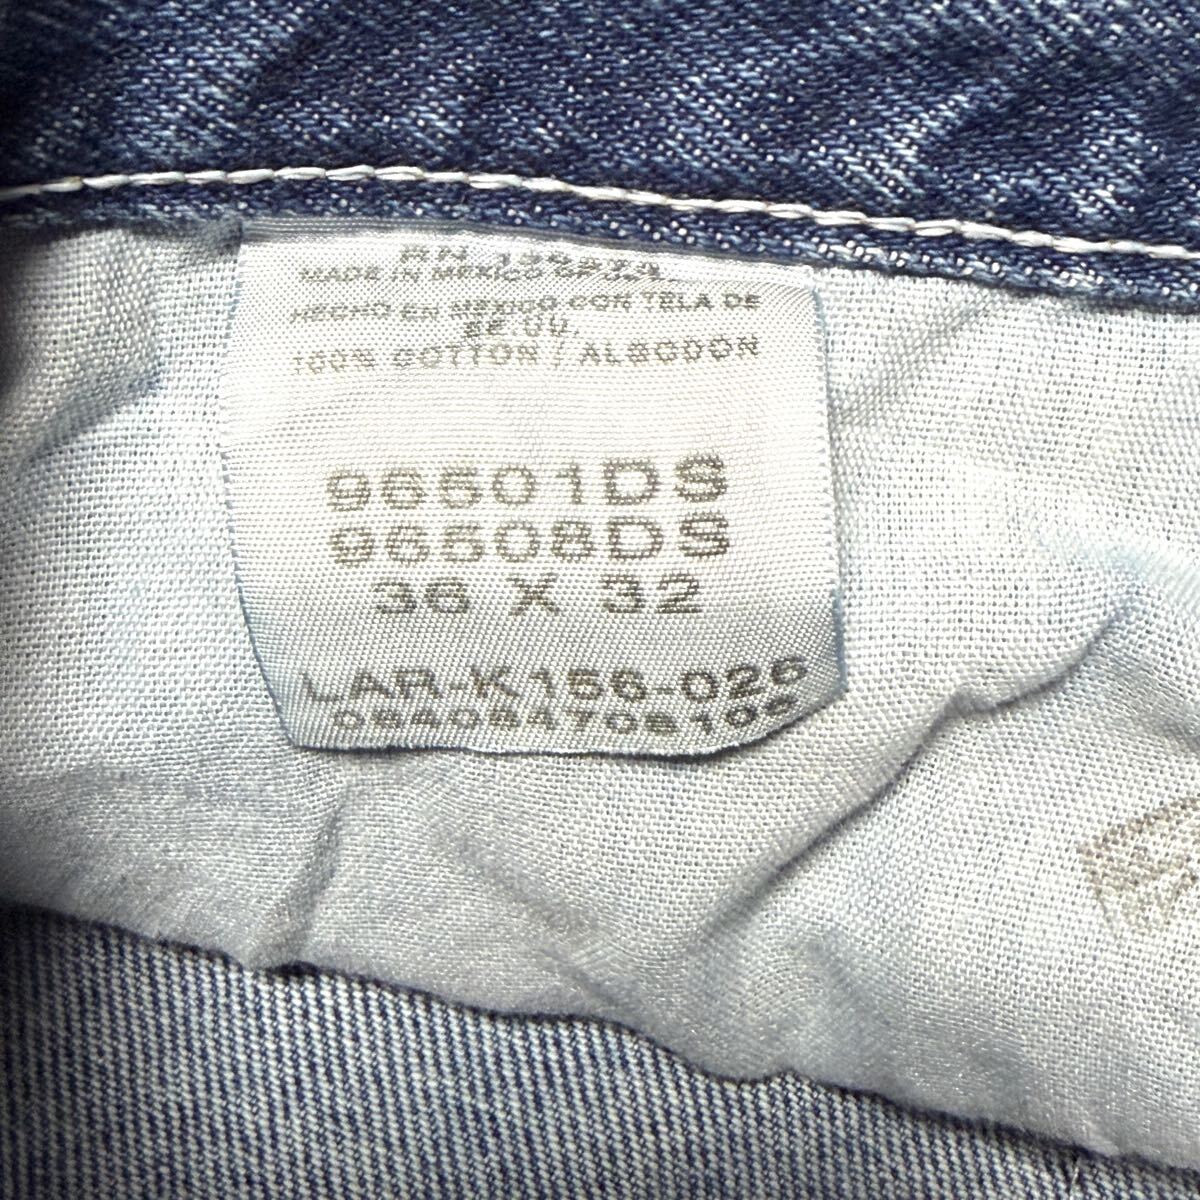 RN
MADE IN MEXICO OF
HECHO EN MEXICO CON TELA DE
EE.UU.
100% COTTON / ALGODON
96501DS
96508DS
36 X 32
LAR-K156-026